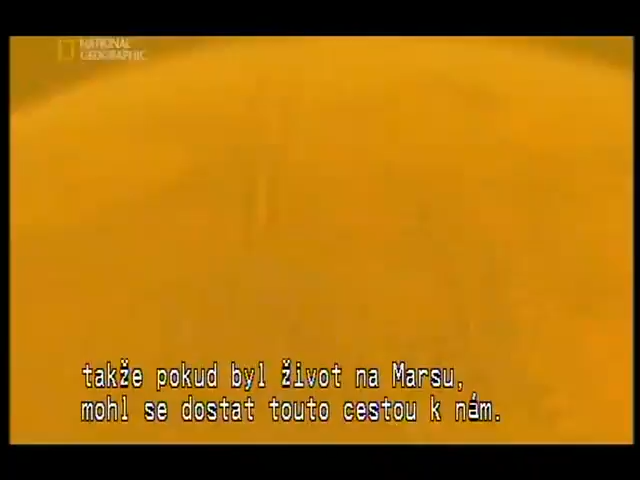 NATIONAL
GEOGRAPHIC
takže pokud byl život na Marsu,
mohl se dostat touto cestou k nám.